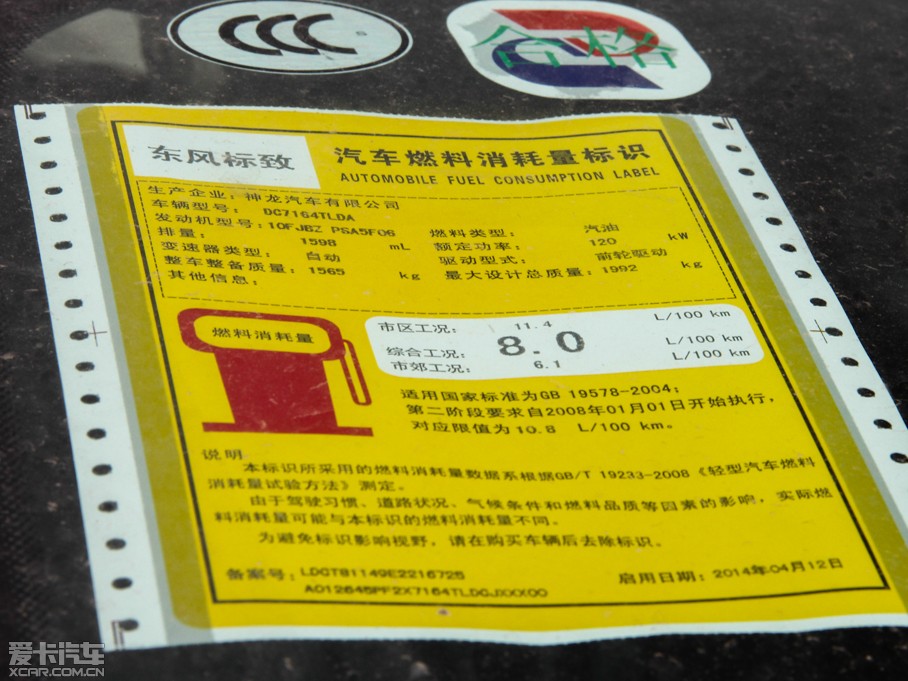 CCC S
合格
东风标致
汽车燃料消耗量标识
AUTOMOBILE FUEL CONSUMPTION LABEL
生产企业：神龙汽车有限公司
车辆型号： DC7164TLDA
发动机型号：10FJBZ PSA5F06 燃料类型： 汽油
排量： 1598 mL 额定功率： 120 kW
变速器类型： 自动 驱动型式： 前轮驱动
整车整备质量： 1565 kg 最大设计总质量：1992 kg
其他信息：
燃料消耗量
市区工况： 11.4 L/100 km
综合工况： 8.0 L/100 km
市郊工况： 6.1 L/100 km
适用国家标准为GB 19578-2004；
第二阶段要求自2008年01月01日开始执行，
对应限值为10.8 L/100 km。
说明
本标识所采用的燃料消耗量数据系根据GB/T 19233-2008《轻型汽车燃料
消耗量试验方法》测定。
由于驾驶习惯、道路状况、气候条件和燃料品质等因素的影响，实际燃
料消耗量可能与本标识的燃料消耗量不同。
为避免标识影响视野，请在购买车辆后去除标识。
备案号：LDCT81149E2216725 启用日期：2014年04月12日
A012645PF2X7164TLDCJXXX00
爱卡汽车
XCAR.COM.CN